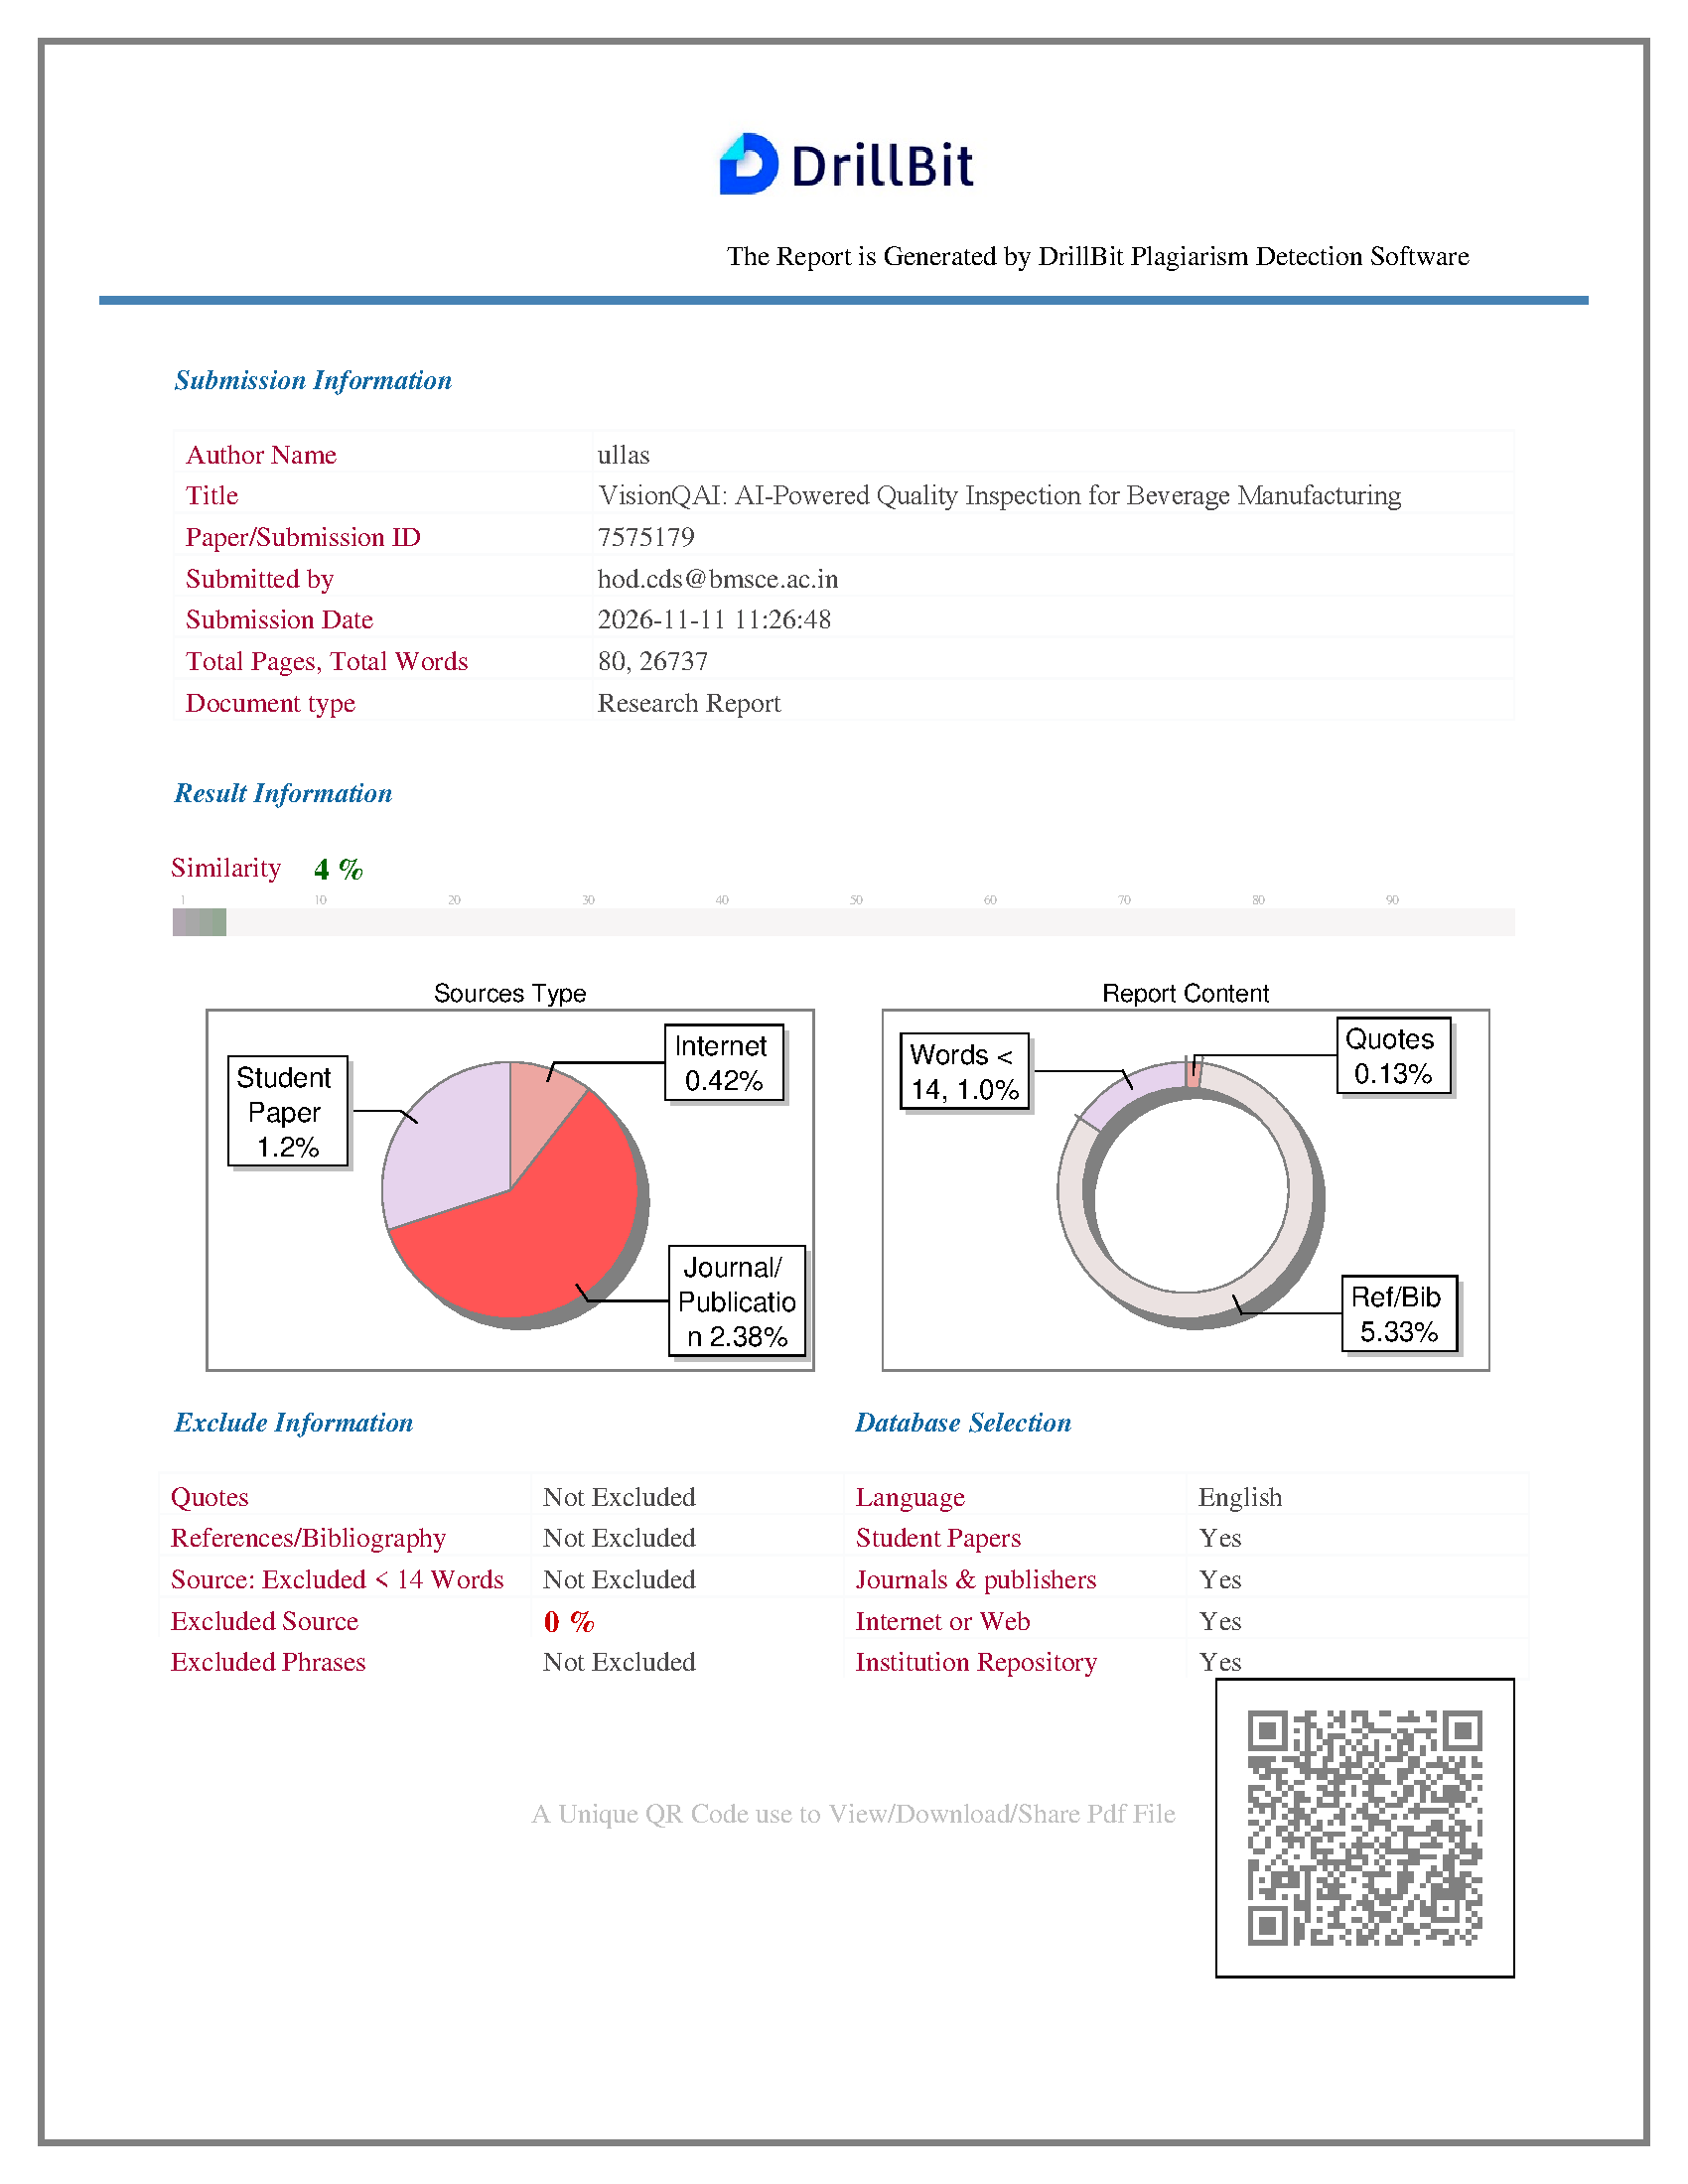 DrillBit
The Report is Generated by DrillBit Plagiarism Detection Software
Submission Information
Author Name ullas
Title VisionQAI: AI-Powered Quality Inspection for Beverage Manufacturing
Paper/Submission ID 7575179
Submitted by hod.cds@bmsce.ac.in
Submission Date 2026-11-11 11:26:48
Total Pages, Total Words 80, 26737
Document type Research Report
Result Information
Similarity 4 %
1 10 20 30 40 50 60 70 80 90
Sources Type
Student
Paper
1.2%
Internet
0.42%
Journal/
Publicatio
n 2.38%
Report Content
Words <
14, 1.0%
Quotes
0.13%
Ref/Bib
5.33%
Exclude Information
Quotes Not Excluded
References/Bibliography Not Excluded
Source: Excluded < 14 Words Not Excluded
Excluded Source 0 %
Excluded Phrases Not Excluded
Database Selection
Language English
Student Papers Yes
Journals & publishers Yes
Internet or Web Yes
Institution Repository Yes
A Unique QR Code use to View/Download/Share Pdf File